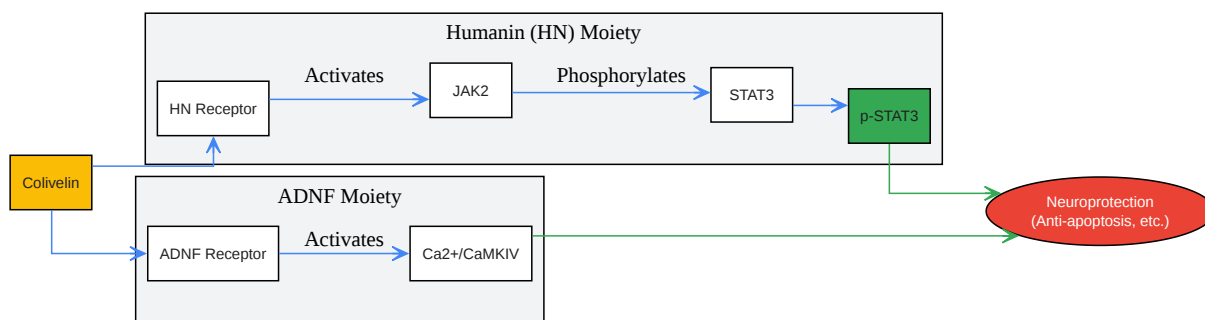 Humanin (HN) Moiety
Activates
Phosphorylates
HN Receptor
JAK2
STAT3
p-STAT3
Colivelin
ADNF Moiety
Activates
ADNF Receptor
Ca2+/CaMKIV
Neuroprotection
(Anti-apoptosis, etc.)